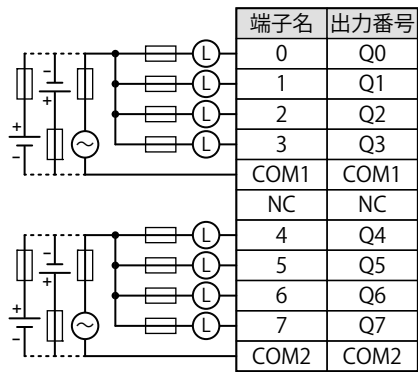 端子名 出力番号
L 0 Q0
L 1 Q1
L 2 Q2
L 3 Q3
COM1 COM1
NC NC
L 4 Q4
L 5 Q5
L 6 Q6
L 7 Q7
COM2 COM2
- + + -
- + + -